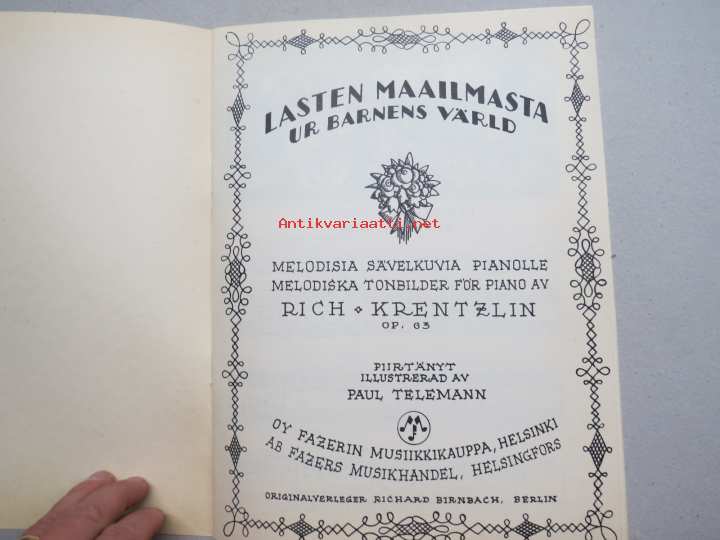 LASTEN MAAILMASTA
UR BARNENS VÄRLD
Antikvariaatti.net
MELODISIA SÄVELKUVIA PIANOLLE
MELODISKA TONBILDER FÖR PIANO AV
RICH KRENTZLIN
OP. 63
PIIRTÄNYT
ILLUSTRERAD AV
PAUL TELEMANN
OY FAZERIN MUSIIKKIKAUPPA, HELSINKI
AB FAZERS MUSIKHANDEL, HELSINGFORS
ORIGINALVERLEGER RICHARD BIRNBACH, BERLIN